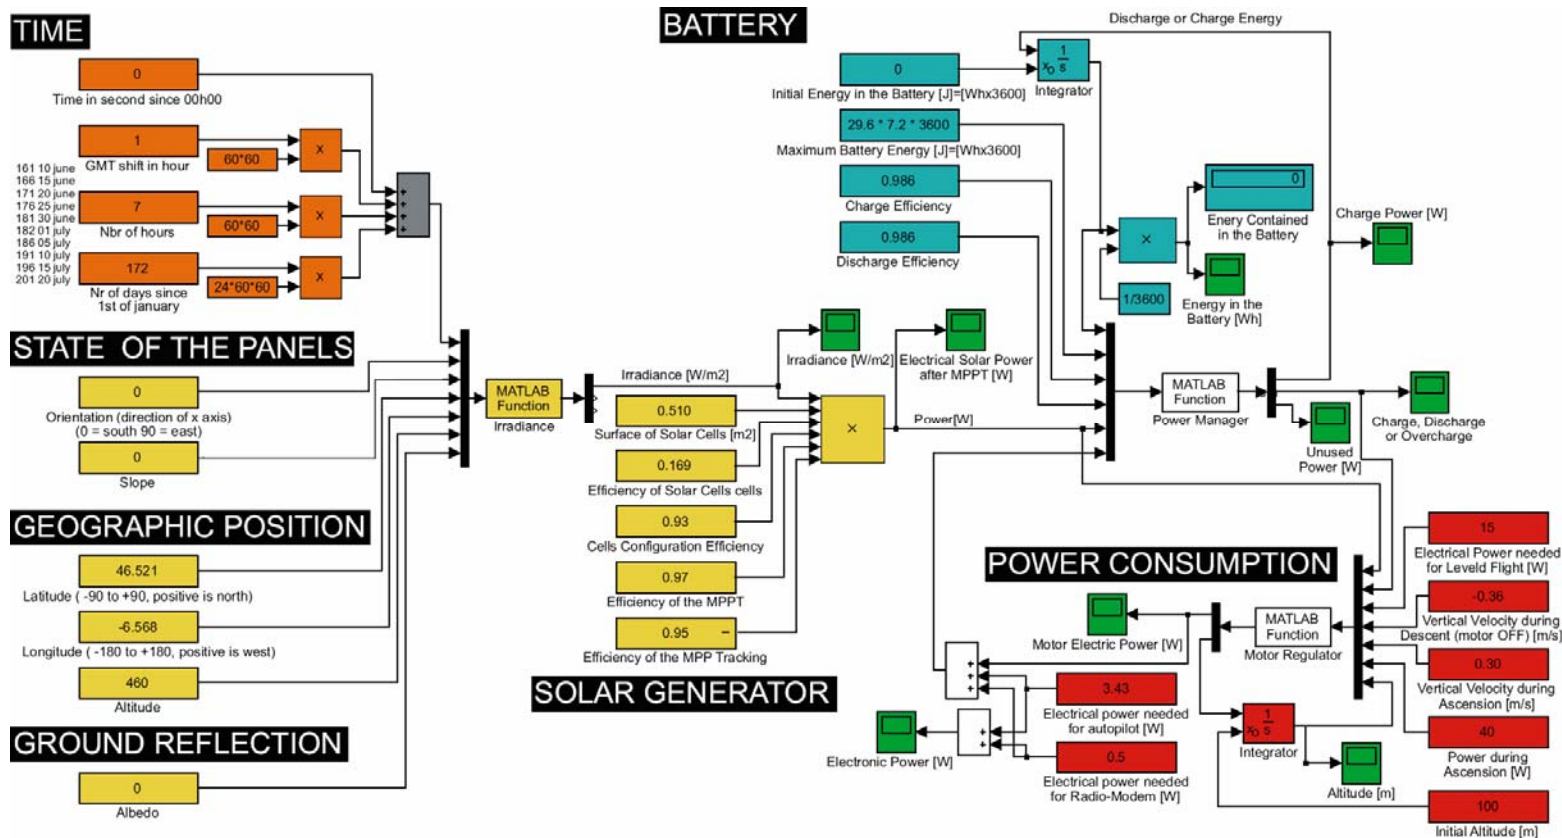 TIME
0
Time in second since 00h00
1
GMT shift in hour
60*60
X
161 10 june
166 15 june
171 20 june
176 25 june
181 30 june
182 01 july
186 05 july
191 10 july
196 15 july
201 20 july
7
Nbr of hours
60*60
X
172
Nr of days since
1st of january
24*60*60
X
+
+
+
+
STATE OF THE PANELS
0
Orientation (direction of x axis)
(0 = south 90 = east)
0
Slope
GEOGRAPHIC POSITION
46.521
Latitude ( -90 to +90, positive is north)
-6.568
Longitude ( -180 to +180, positive is west)
460
Altitude
GROUND REFLECTION
0
Albedo
MATLAB
Function
Irradiance
Irradiance [W/m2]
0.510
Surface of Solar Cells [m2]
0.169
Efficiency of Solar Cells cells
0.93
Cells Configuration Efficiency
0.97
Efficiency of the MPPT
0.95
Efficiency of the MPP Tracking
SOLAR GENERATOR
×
Irradiance [W/m2]
Electrical Solar Power
after MPPT [W]
Power[W]
BATTERY
Discharge or Charge Energy
0
Initial Energy in the Battery [J]=[Whx3600]
1
s
xo
Integrator
29.6 * 7.2 * 3600
Maximum Battery Energy [J]=[Whx3600]
0.986
Charge Efficiency
0.986
Discharge Efficiency
×
1/3600
0
Enery Contained
in the Battery
Energy in the
Battery [Wh]
Charge Power [W]
MATLAB
Function
Power Manager
Unused
Power [W]
Charge, Discharge
or Overcharge
POWER CONSUMPTION
15
Electrical Power needed
for Leveld Flight [W]
-0.36
Vertical Velocity during
Descent (motor OFF) [m/s]
0.30
Vertical Velocity during
Ascension [m/s]
40
Power during
Ascension [W]
100
Initial Altitude [m]
MATLAB
Function
Motor Regulator
Motor Electric Power [W]
+
+
+
3.43
Electrical power needed
for autopilot [W]
+
+
0.5
Electrical power needed
for Radio-Modem [W]
Electronic Power [W]
1
s
xo
Integrator
Altitude [m]